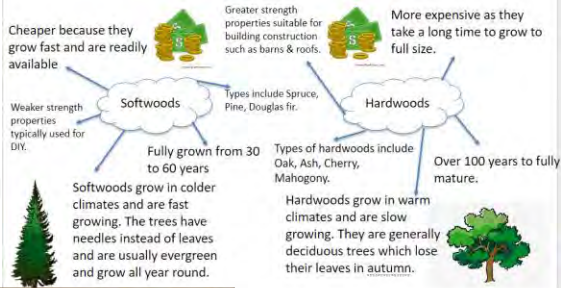 Cheaper because they
grow fast and are readily
available
Weaker strength
properties
typically used for
DIY.
Softwoods
Types include Spruce,
Pine, Douglas fir.
Fully grown from 30
to 60 years
Softwoods grow in colder
climates and are fast
growing. The trees have
needles instead of leaves
and are usually evergreen
and grow all year round.
Greater strength
properties suitable for
building construction
such as barns & roofs.
More expensive as they
take a long time to grow to
full size.
Hardwoods
Types of hardwoods include
Oak, Ash, Cherry,
Mahogony.
Over 100 years to fully
mature.
Hardwoods grow in warm
climates and are slow
growing. They are generally
deciduous trees which lose
their leaves in autumn.